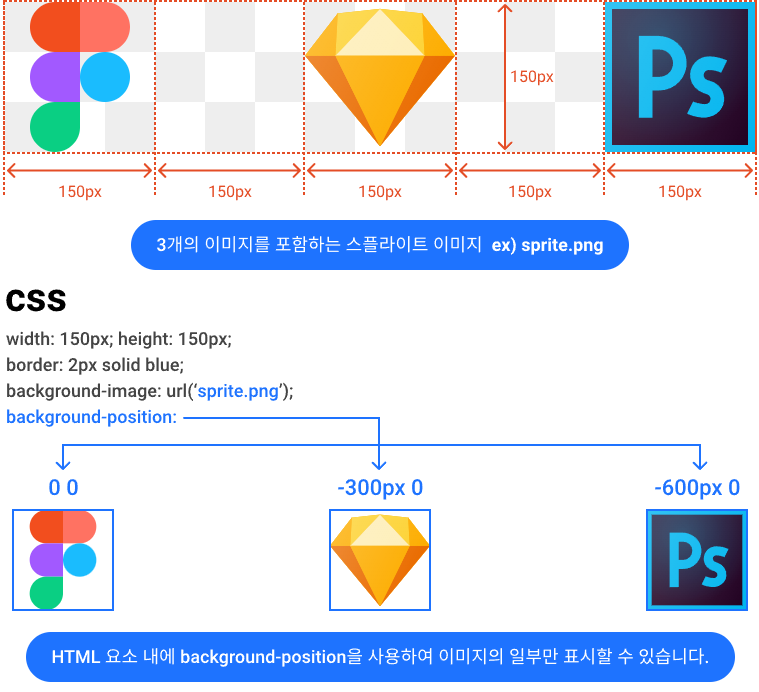 Ps
150px
150px
150px
150px
150px
150px
3개의 이미지를 포함하는 스플라이트 이미지 ex) sprite.png
css
width: 150px; height: 150px;
border: 2px solid blue;
background-image: url(‘sprite.png’);
background-position:
0 0
-300px 0
-600px 0
Ps
HTML 요소 내에 background-position을 사용하여 이미지의 일부만 표시할 수 있습니다.